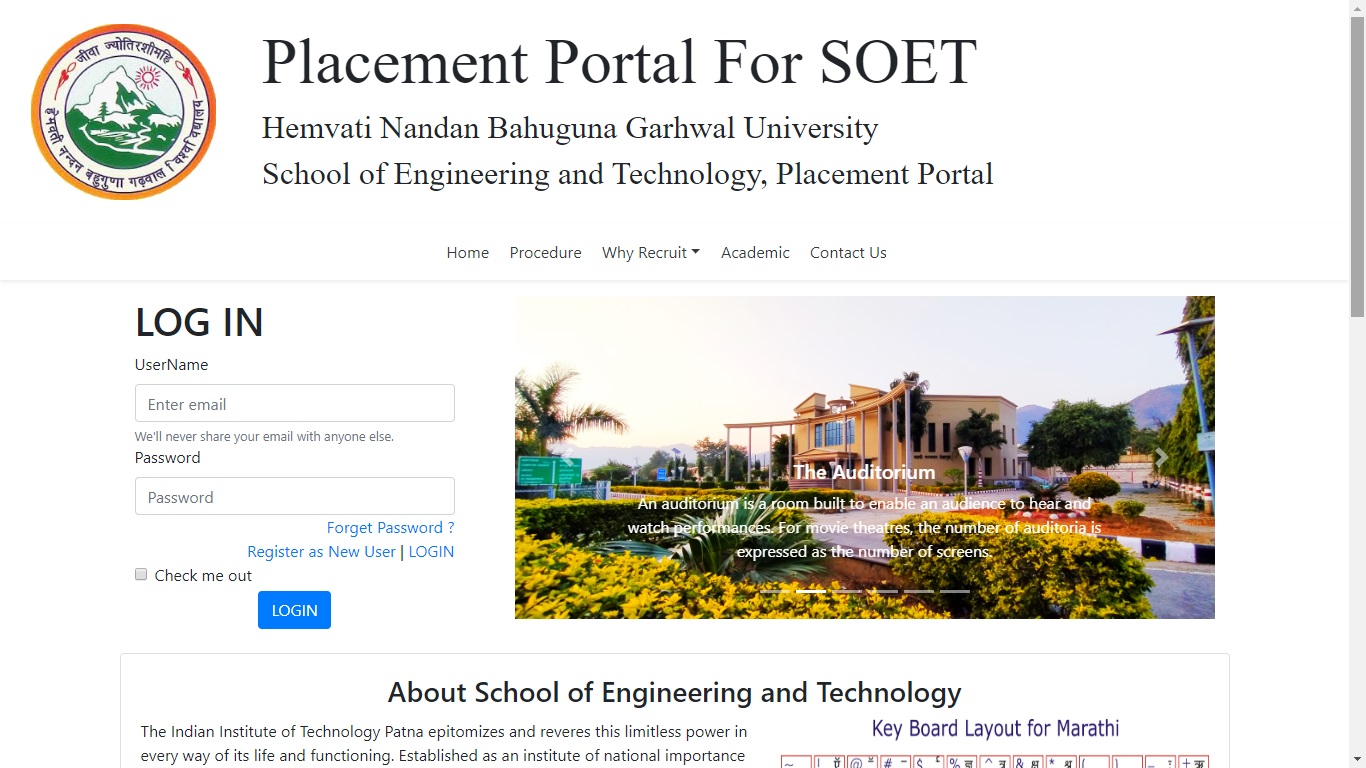 जीवा ज्योतिरशीमहि
हेमवती नन्दन बहुगुणा गढ़वाल विश्वविद्यालय
Placement Portal For SOET
Hemvati Nandan Bahuguna Garhwal University
School of Engineering and Technology, Placement Portal
Home Procedure Why Recruit Academic Contact Us
LOG IN
UserName
Enter email
We'll never share your email with anyone else.
Password
Password
Forget Password ?
Register as New User | LOGIN
Check me out
LOGIN
The Auditorium
An auditorium is a room built to enable an audience to hear and
watch performances. For movie theatres, the number of auditoria is
expressed as the number of screens.
About School of Engineering and Technology
The Indian Institute of Technology Patna epitomizes and reveres this limitless power in
every way of its life and functioning. Established as an institute of national importance
Key Board Layout for Marathi